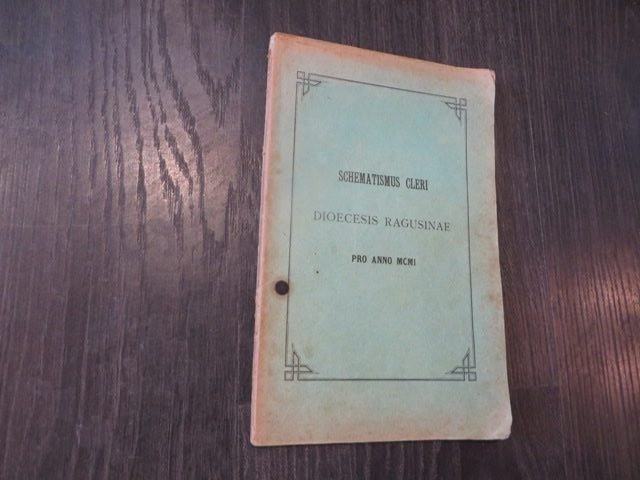 SCHEMATISMUS CLERI
DIOECESIS RAGUSINAE
PRO ANNO MCMI